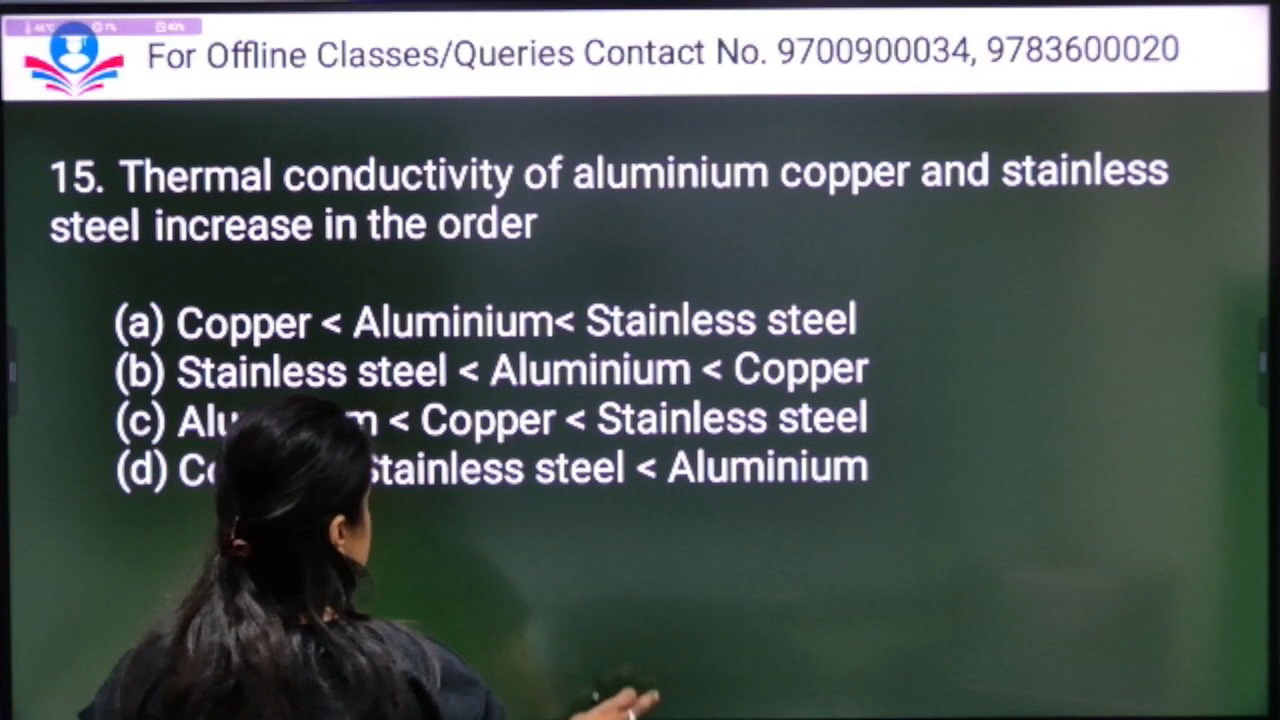 For Offline Classes/Queries Contact No. 9700900034, 9783600020
15. Thermal conductivity of aluminium copper and stainless
steel increase in the order
(a) Copper < Aluminium< Stainless steel
(b) Stainless steel < Aluminium < Copper
(c) < Copper < Stainless steel
(d) Stainless steel < Aluminium